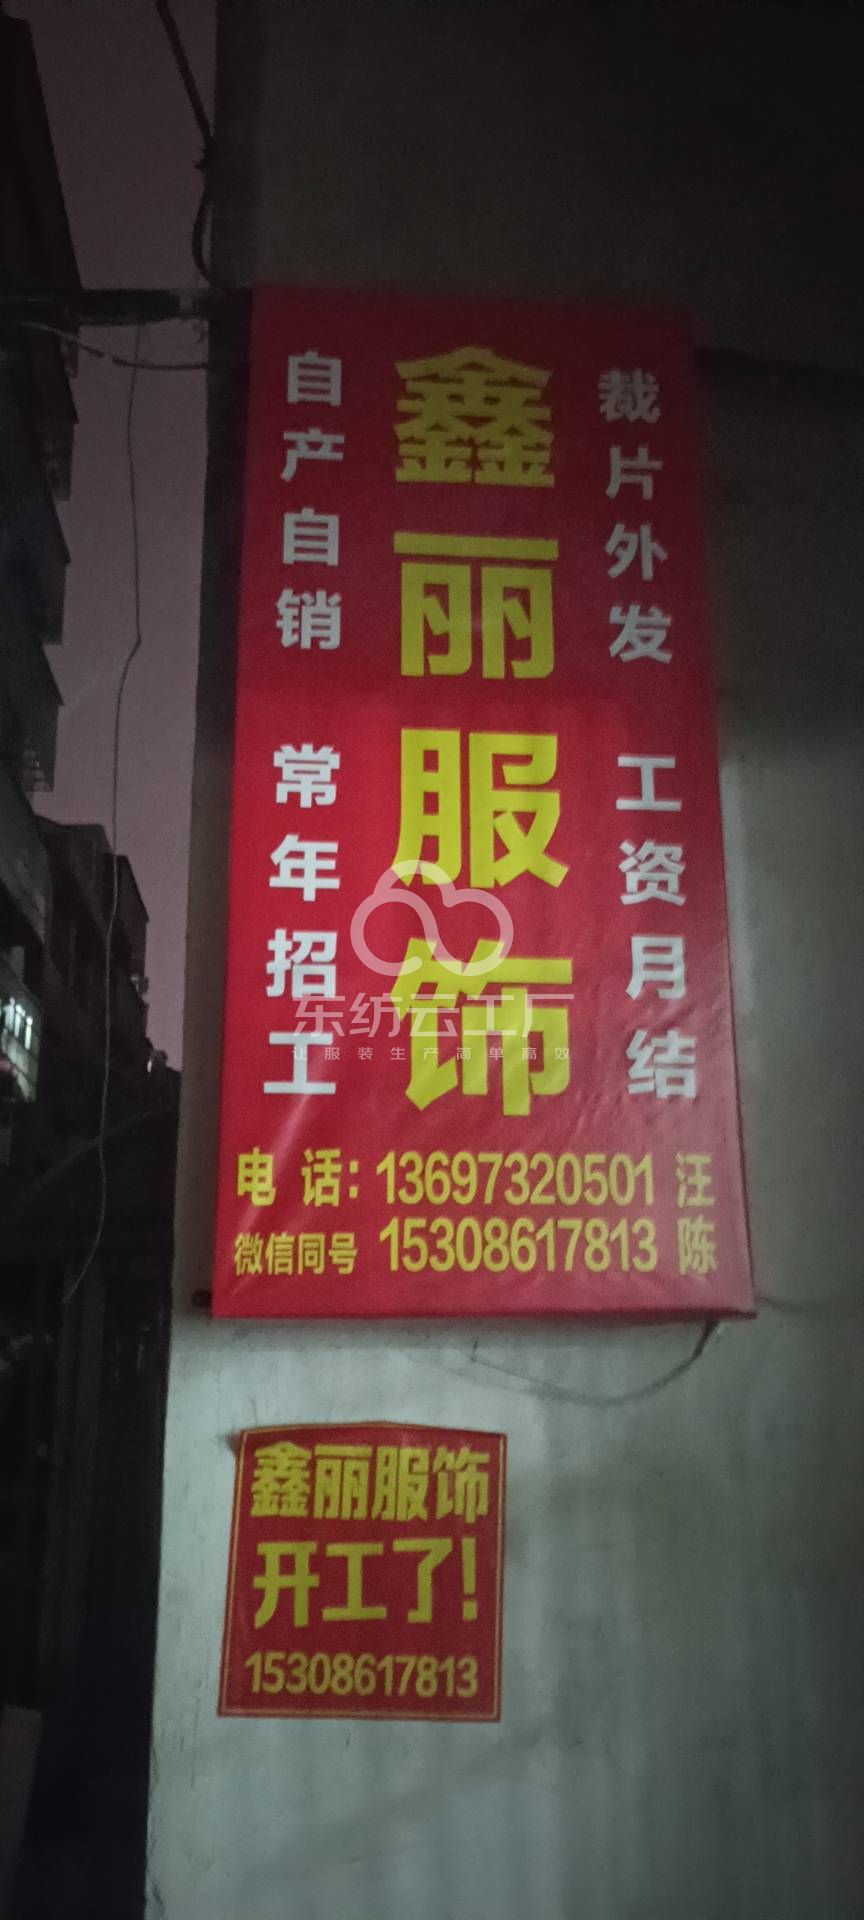 鑫丽服饰
裁片外发 工资月结
自产自销 常年招工
电话：13697320501 汪
微信同号 15308617813 陈
东纺云工厂
让服装生产简单高效
鑫丽服饰
开工了！
15308617813